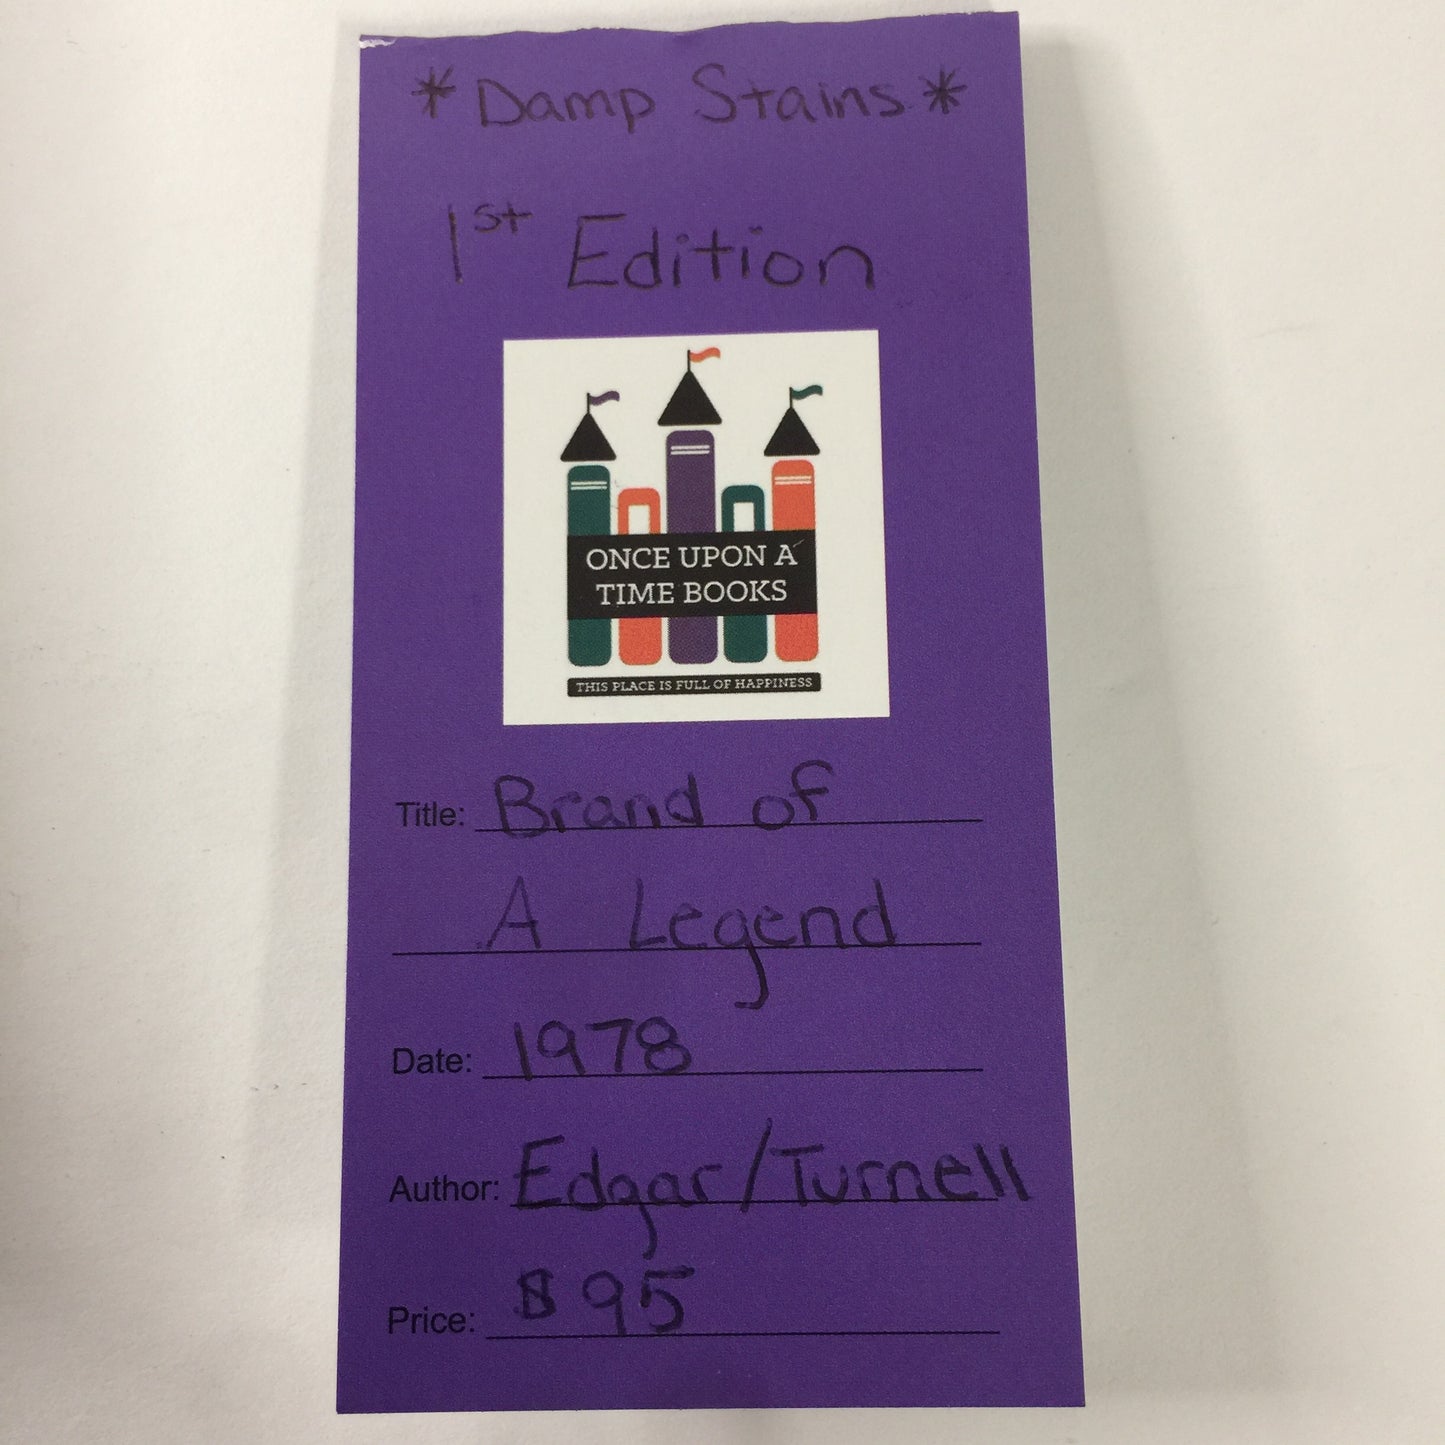 *Damp Stains*
1st Edition
ONCE UPON A
TIME BOOKS
THIS PLACE IS FULL OF HAPPINESS
Title: Brand of
A Legend
Date: 1978
Author: Edgar/Turnell
Price: $95